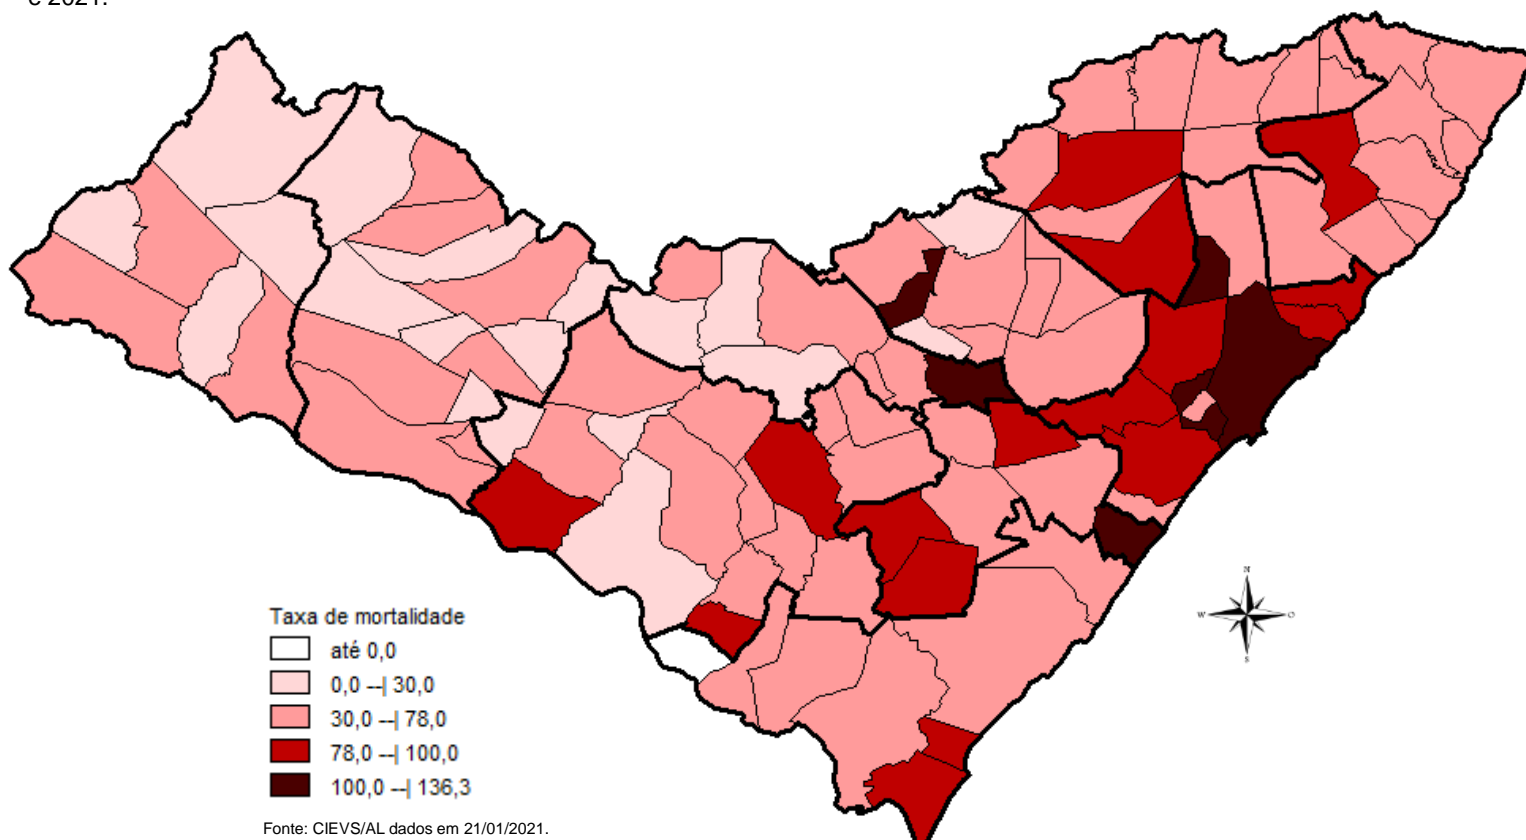 e 2021.
Taxa de mortalidade
até 0,0
0,0 --| 30,0
30,0 --| 78,0
78,0 --| 100,0
100,0 --| 136,3
N
W
O
S
Fonte: CIEVS/AL dados em 21/01/2021.